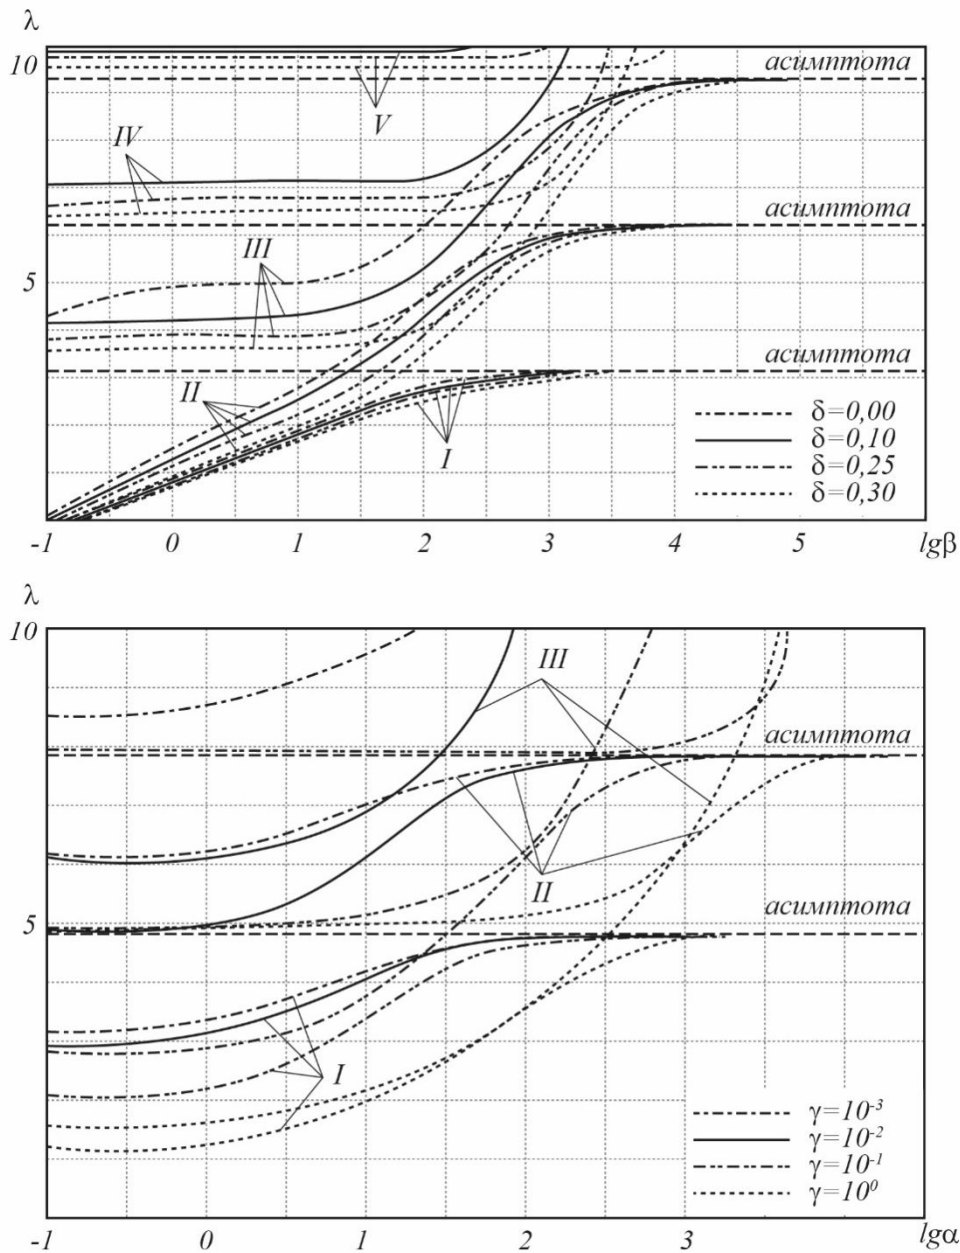 λ
10
асимптота
V
IV
асимптота
III
5
асимптота
II
I
δ=0,00
δ=0,10
δ=0,25
δ=0,30
-1 0 1 2 3 4 5 lgβ
λ
10
III
асимптота
II
5
асимптота
I
γ=10⁻³
γ=10⁻²
γ=10⁻¹
γ=10⁰
-1 0 1 2 3 lgα